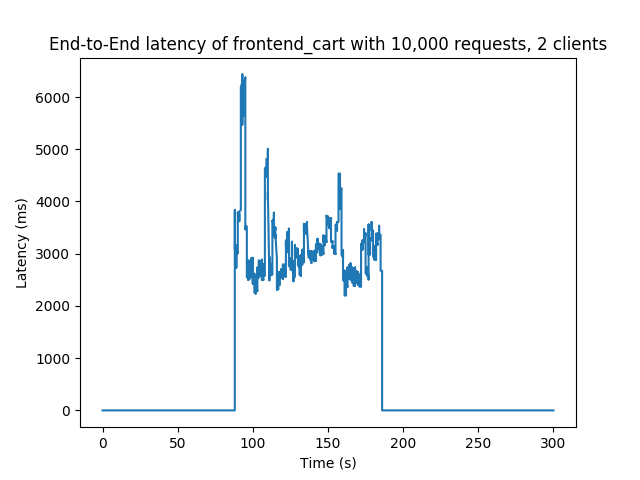 End-to-End latency of frontend_cart with 10,000 requests, 2 clients
6000
5000
4000
3000
2000
1000
0
Latency (ms)
0 50 100 150 200 250 300
Time (s)